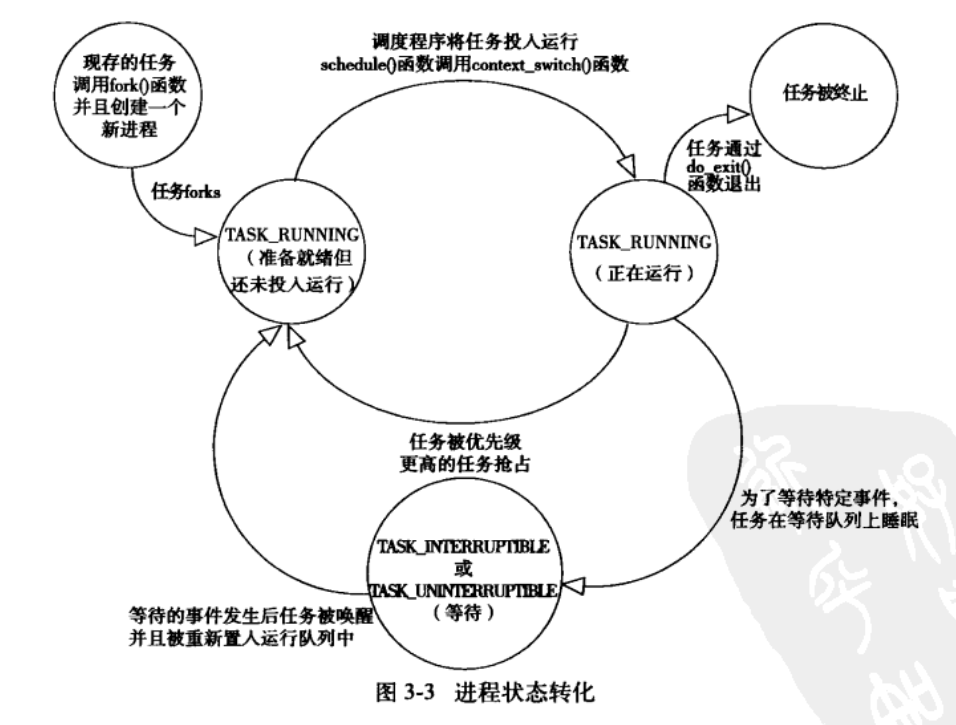 现存的任务
调用fork()函数
并且创建一个
新进程
调度程序将任务投入运行
schedule()函数调用context_switch()函数
任务被终止
任务通过
do_exit()
函数退出
任务forks
TASK_RUNNING
（准备就绪但
还未投入运行）
TASK_RUNNING
（正在运行）
任务被优先级
更高的任务抢占
为了等待特定事件，
任务在等待队列上睡眠
TASK_INTERRUPTIBLE
或
TASK_UNINTERRUPTIBLE
（等待）
等待的事件发生后任务被唤醒
并且被重新置入运行队列中
图 3-3 进程状态转化